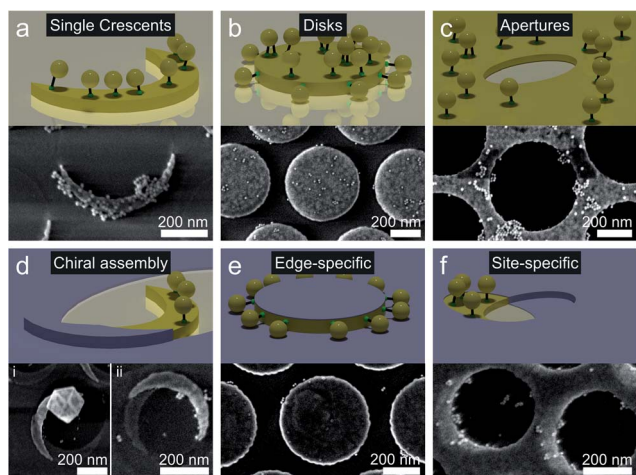 a
Single Crescents
b
Disks
c
Apertures
200 nm
200 nm
200 nm
d
Chiral assembly
e
Edge-specific
f
Site-specific
i
ii
200 nm
200 nm
200 nm
200 nm